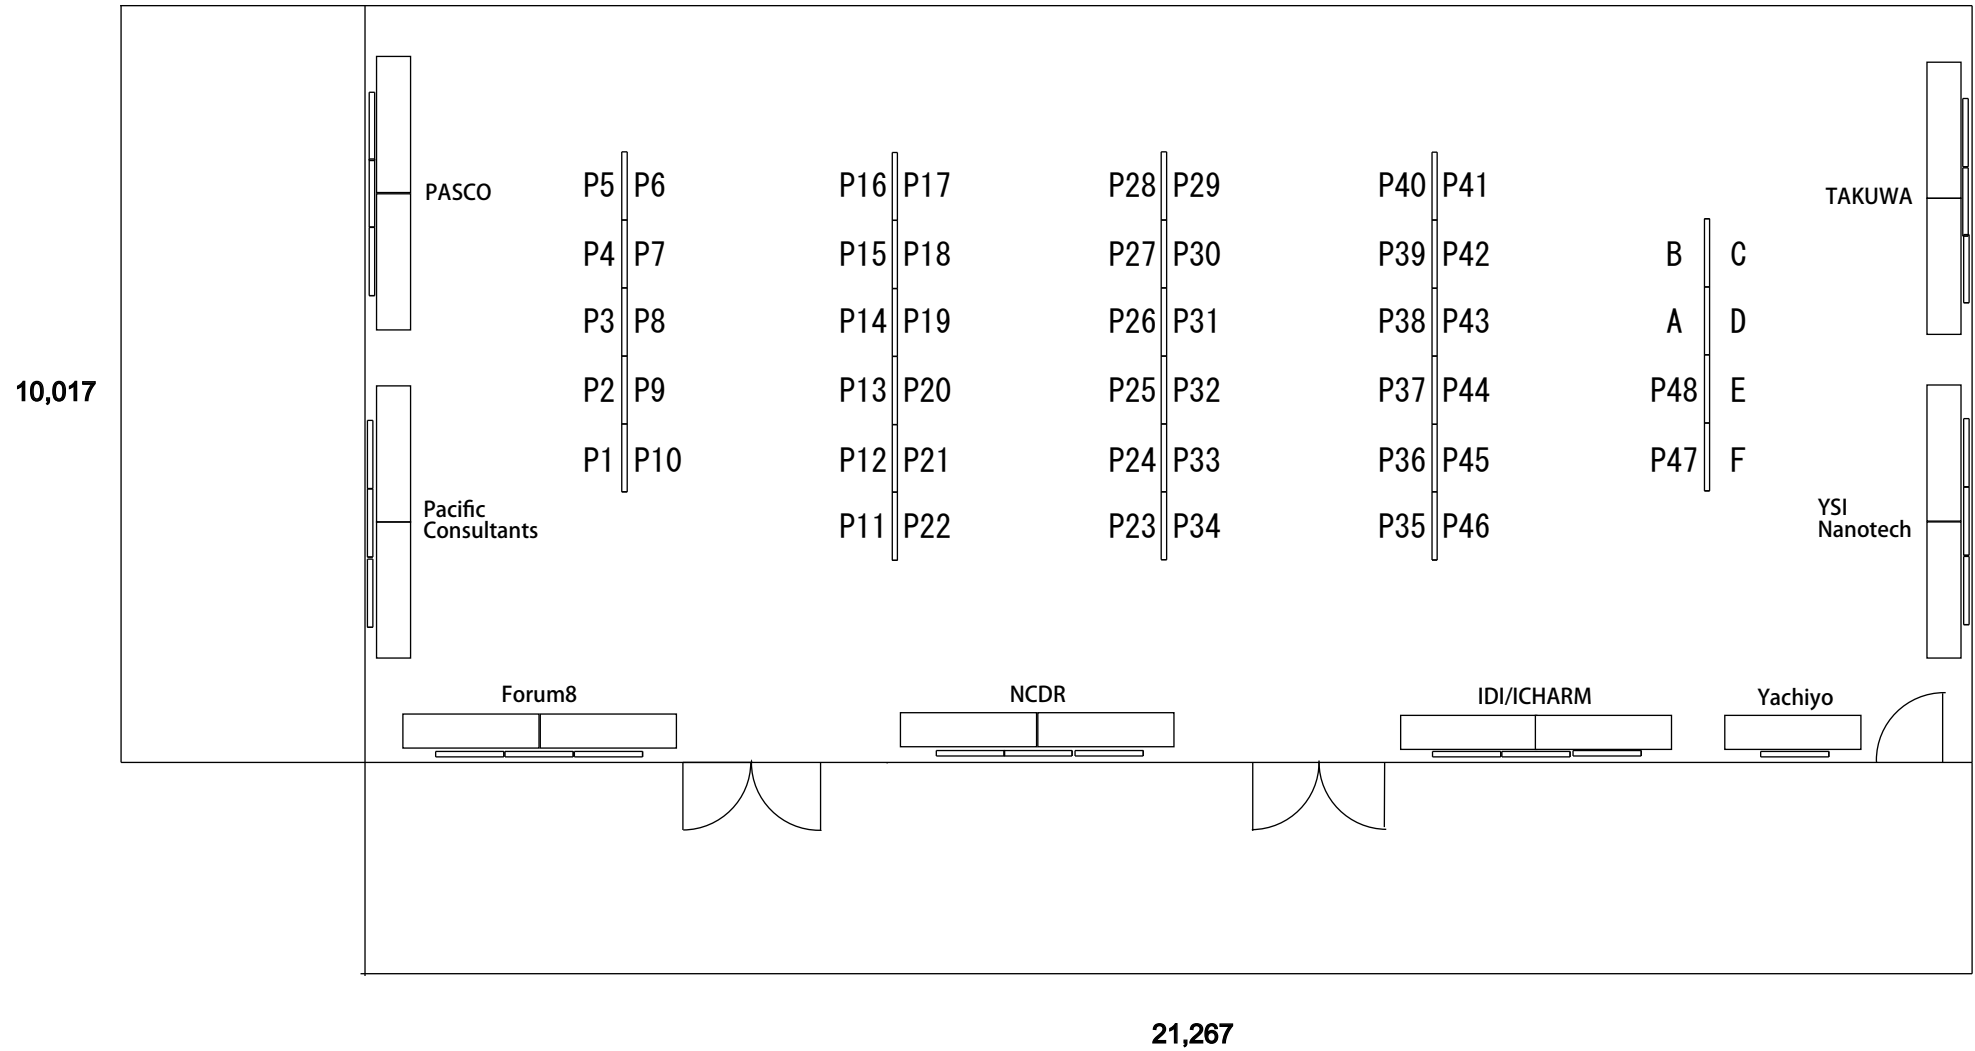 P5 P6 P16 P17 P28 P29 P40 P41
PASCO TAKUWA
P4 P7 P15 P18 P27 P30 P39 P42 B C
P3 P8 P14 P19 P26 P31 P38 P43 A D
10,017 P2 P9 P13 P20 P25 P32 P37 P44 P48 E
P1 P10 P12 P21 P24 P33 P36 P45 P47 F
Pacific
Consultants
P11 P22 P23 P34 P35 P46
YSI
Nanotech
Forum8 NCDR IDI/ICHARM Yachiyo
21,267